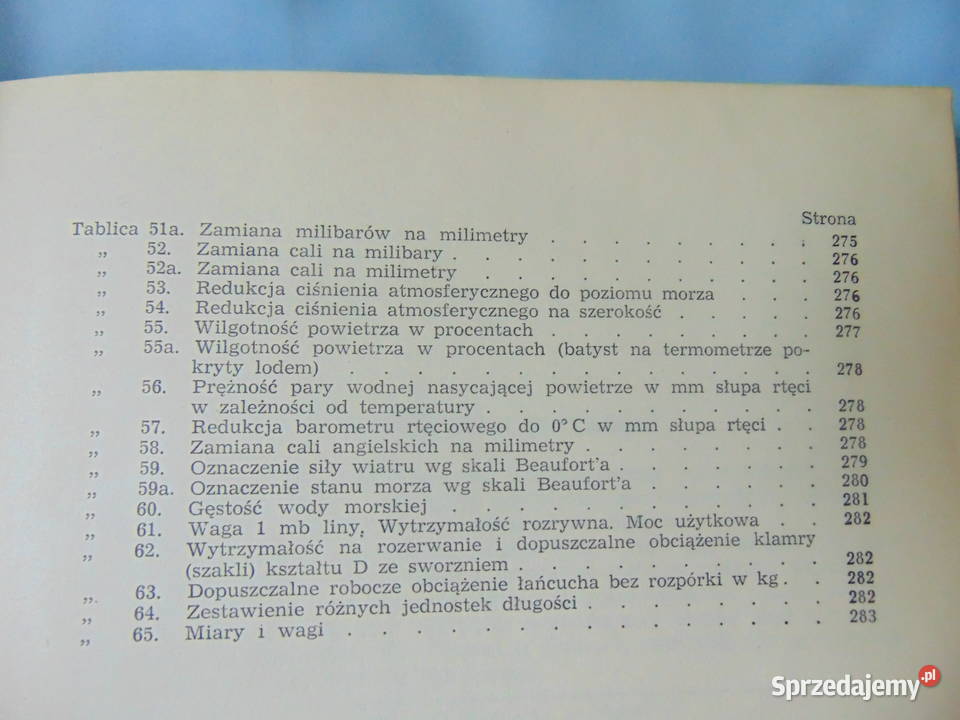 Strona
Tablica 51a. Zamiana milibarów na milimetry . . . . . . . . . . 275
„ 52. Zamiana cali na milibary . . . . . . . . . . . . 276
„ 52a. Zamiana cali na milimetry . . . . . . . . . . . 276
„ 53. Redukcja ciśnienia atmosferycznego do poziomu morza . . . 276
„ 54. Redukcja ciśnienia atmosferycznego na szerokość . . . . . 276
„ 55. Wilgotność powietrza w procentach . . . . . . . . . 277
„ 55a. Wilgotność powietrza w procentach (batyst na termometrze po-
kryty lodem) . . . . . . . . . . . . . . 278
„ 56. Prężność pary wodnej nasycającej powietrze w mm słupa rtęci
w zależności od temperatury . . . . . . . . . . . 278
„ 57. Redukcja barometru rtęciowego do 0° C w mm słupa rtęci . . 278
„ 58. Zamiana cali angielskich na milimetry . . . . . . . . 278
„ 59. Oznaczenie siły wiatru wg skali Beaufort'a . . . . . . . 279
„ 59a. Oznaczenie stanu morza wg skali Beaufort'a . . . . . . 280
„ 60. Gęstość wody morskiej . . . . . . . . . . . . 281
„ 61. Waga 1 mb liny. Wytrzymałość rozrywna. Moc użytkowa . . 282
„ 62. Wytrzymałość na rozerwanie i dopuszczalne obciążenie klamry
(szakli) kształtu D ze sworzniem . . . . . . . . . . 282
„ 63. Dopuszczalne robocze obciążenie łańcucha bez rozpórki w kg . . 282
„ 64. Zestawienie różnych jednostek długości . . . . . . . . 282
„ 65. Miary i wagi . . . . . . . . . . . . . . 283
Sprzedajemy.pl